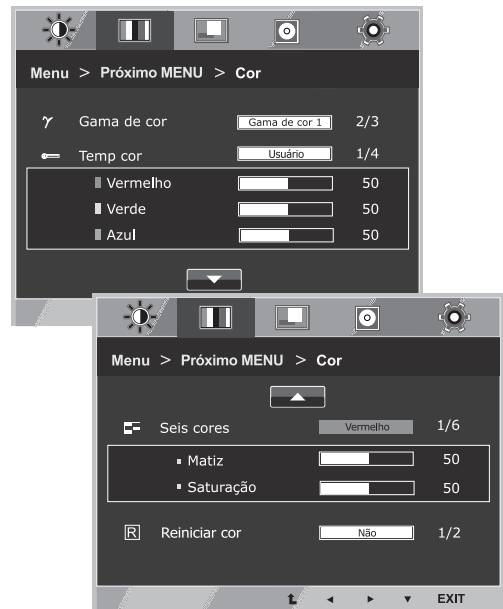 Menu > Próximo MENU > Cor
γ Gama de cor Gama de cor 1 2/3
Temp cor Usuário 1/4
Vermelho 50
Verde 50
Azul 50
Menu > Próximo MENU > Cor
Seis cores Vermelho 1/6
Matiz 50
Saturação 50
R Reiniciar cor Não 1/2
EXIT